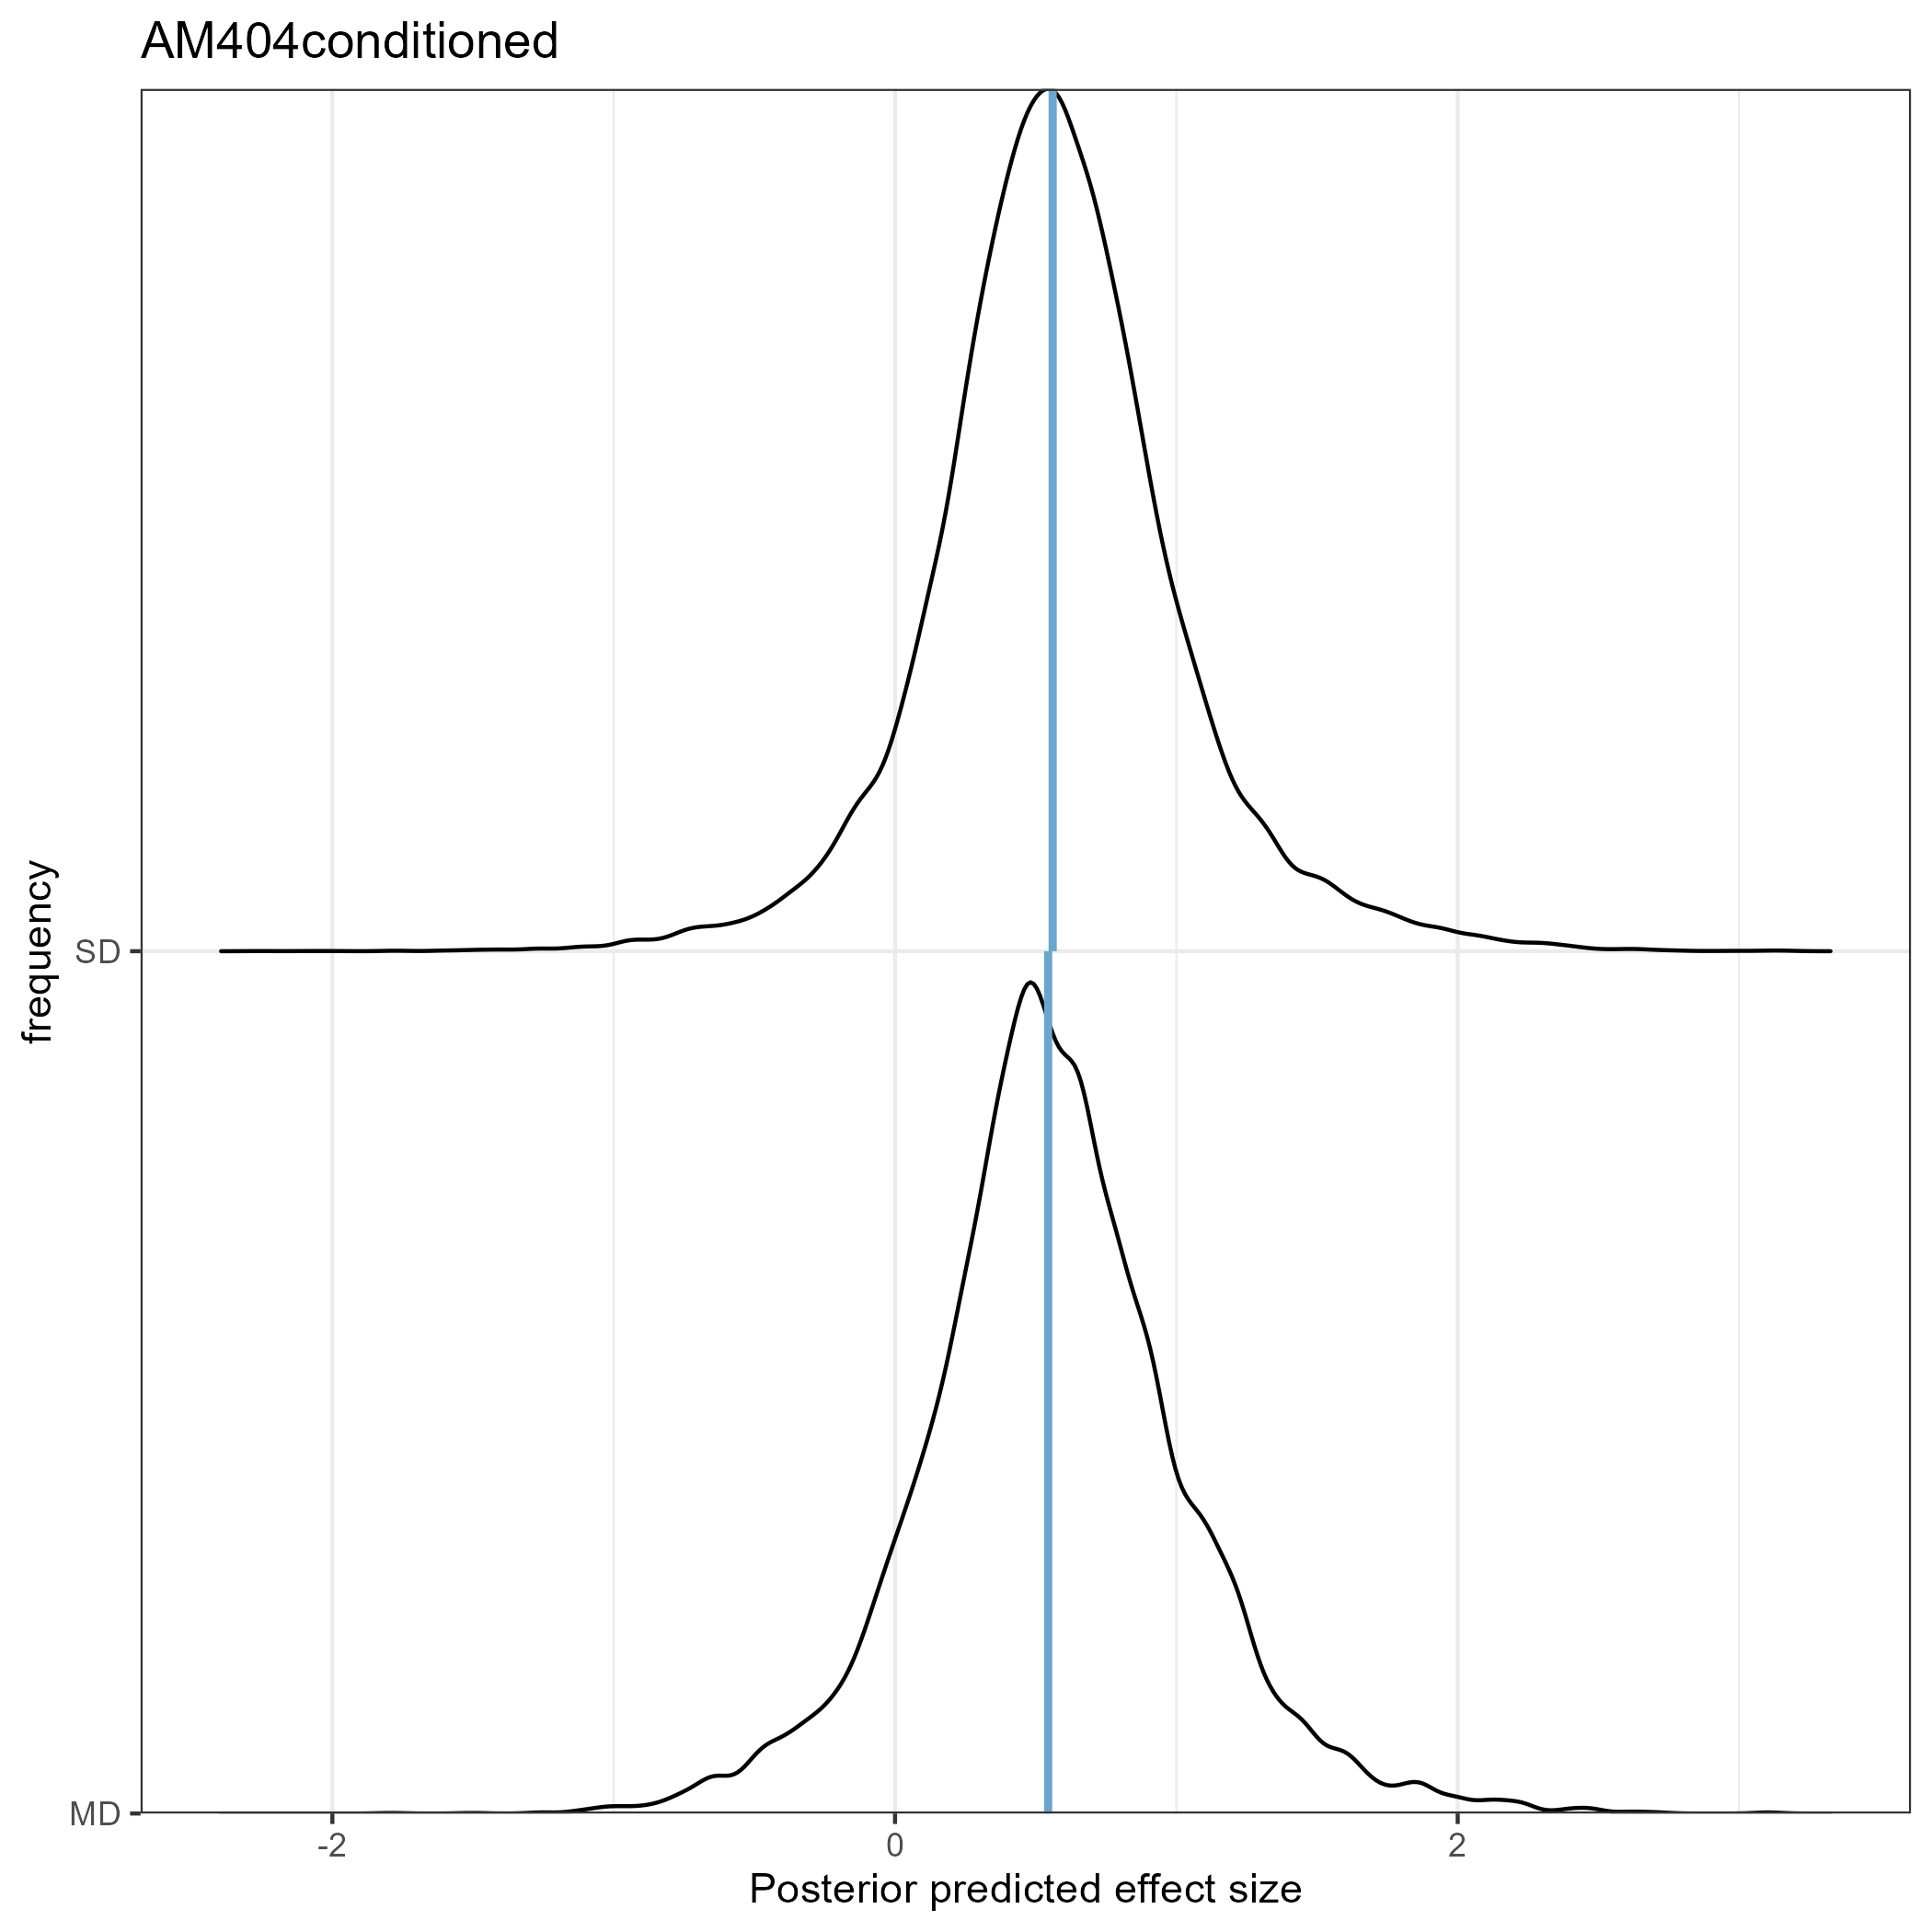 AM404conditioned
frequency
SD
MD
-2 0 2
Posterior predicted effect size